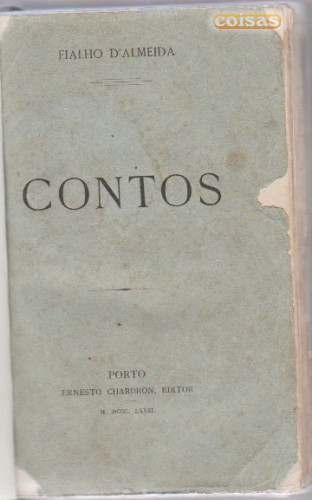 coisas
FIALHO D'ALMEIDA
CONTOS
PORTO
ERNESTO CHARDRON, EDITOR
M. DCCC. LXXXI.